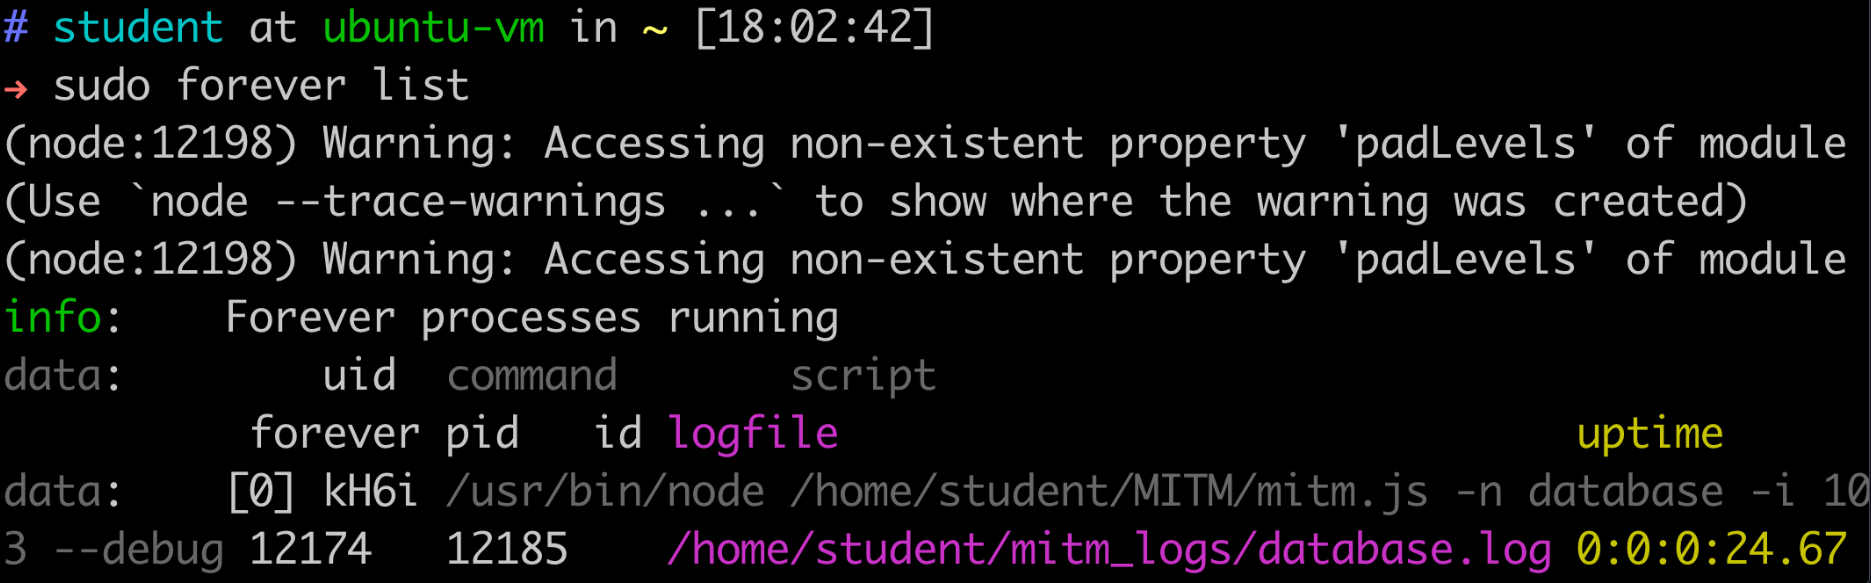 # student at ubuntu-vm in ~ [18:02:42]
→ sudo forever list
(node:12198) Warning: Accessing non-existent property 'padLevels' of module
(Use `node --trace-warnings ...` to show where the warning was created)
(node:12198) Warning: Accessing non-existent property 'padLevels' of module
info:    Forever processes running
data:        uid  command       script
          forever pid   id logfile                              uptime
data:    [0] kH6i /usr/bin/node /home/student/MITM/mitm.js -n database -i 10
3 --debug 12174   12185    /home/student/mitm_logs/database.log 0:0:0:24.67